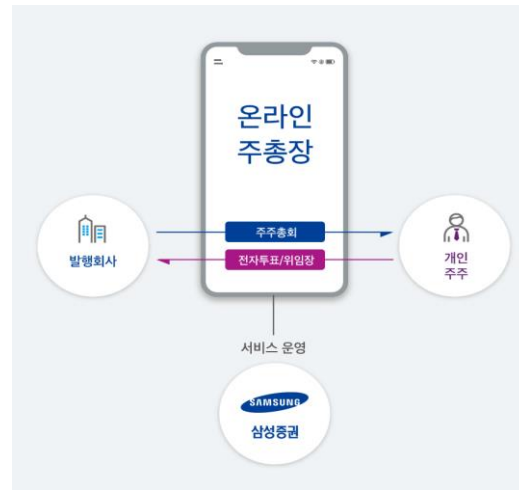 온라인
주총장
주주총회
발행회사
전자투표/위임장
개인
주주
서비스 운영
SAMSUNG
삼성증권